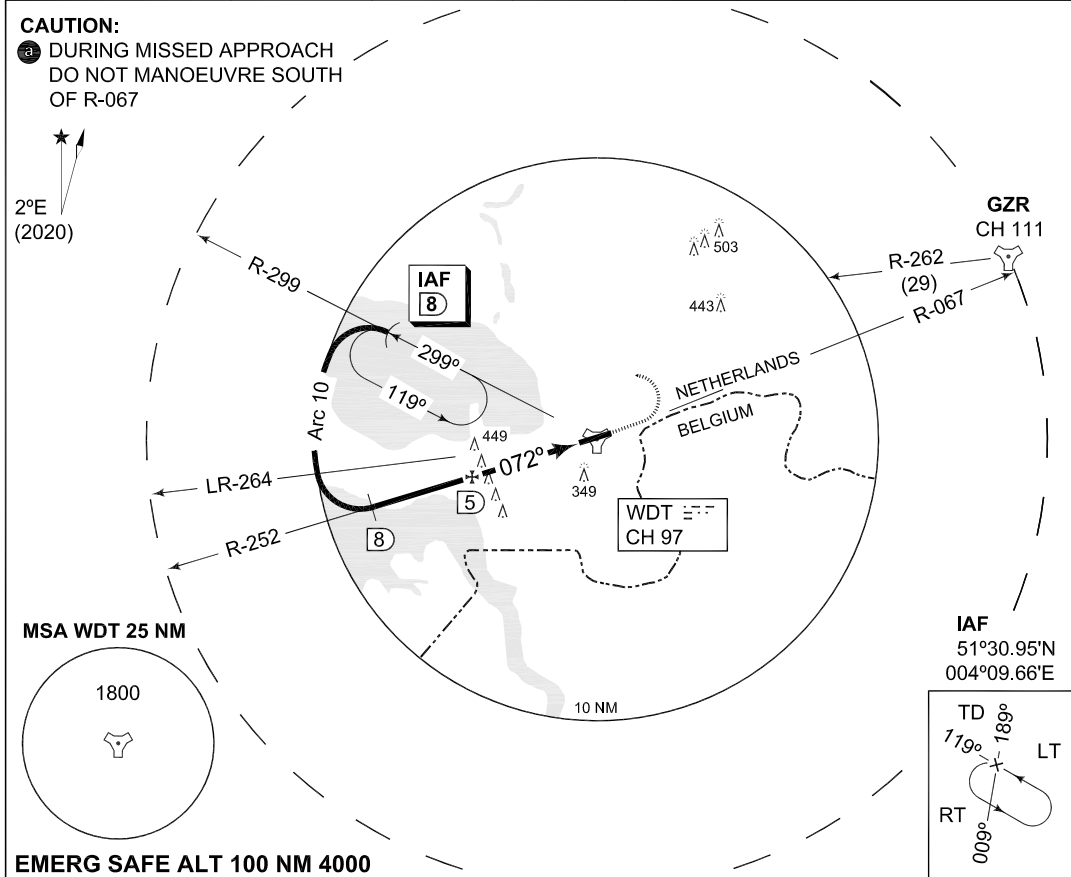 CAUTION:
a DURING MISSED APPROACH
DO NOT MANOEUVRE SOUTH
OF R-067
2ºE
(2020)
GZR
CH 111
503
R-262
(29)
R-299
IAF
8
443
R-067
299º
NETHERLANDS
119º
BELGIUM
Arc 10
449
072º
LR-264
5
349
WDT
CH 97
8
R-252
MSA WDT 25 NM
1800
IAF
51º30.95'N
004º09.66'E
10 NM
TD
119º
189º
LT
RT
009º
EMERG SAFE ALT 100 NM 4000